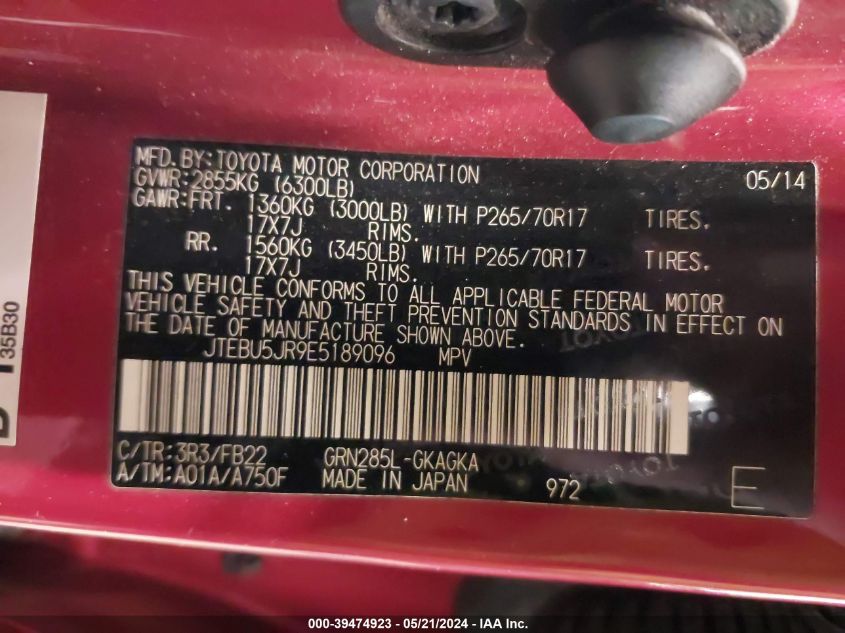 MFD.BY:TOYOTA MOTOR CORPORATION 05/14
GVWR:2855KG (6300LB)
GAWR:FRT. 1360KG (3000LB) WITH P265/70R17 TIRES.
17X7J RIMS.
RR. 1560KG (3450LB) WITH P265/70R17 TIRES.
17X7J RIMS.
THIS VEHICLE CONFORMS TO ALL APPLICABLE FEDERAL MOTOR
VEHICLE SAFETY AND THEFT PREVENTION STANDARDS IN EFFECT ON
THE DATE OF MANUFACTURE SHOWN ABOVE.
JTEBU5JR9E5189096 MPV
C/TR:3R3/FB22 GRN285L-GKAGKA
A/TM:A01A/A750F MADE IN JAPAN 972 E
35B30
000-39474923 - 05/21/2024 - IAA Inc.